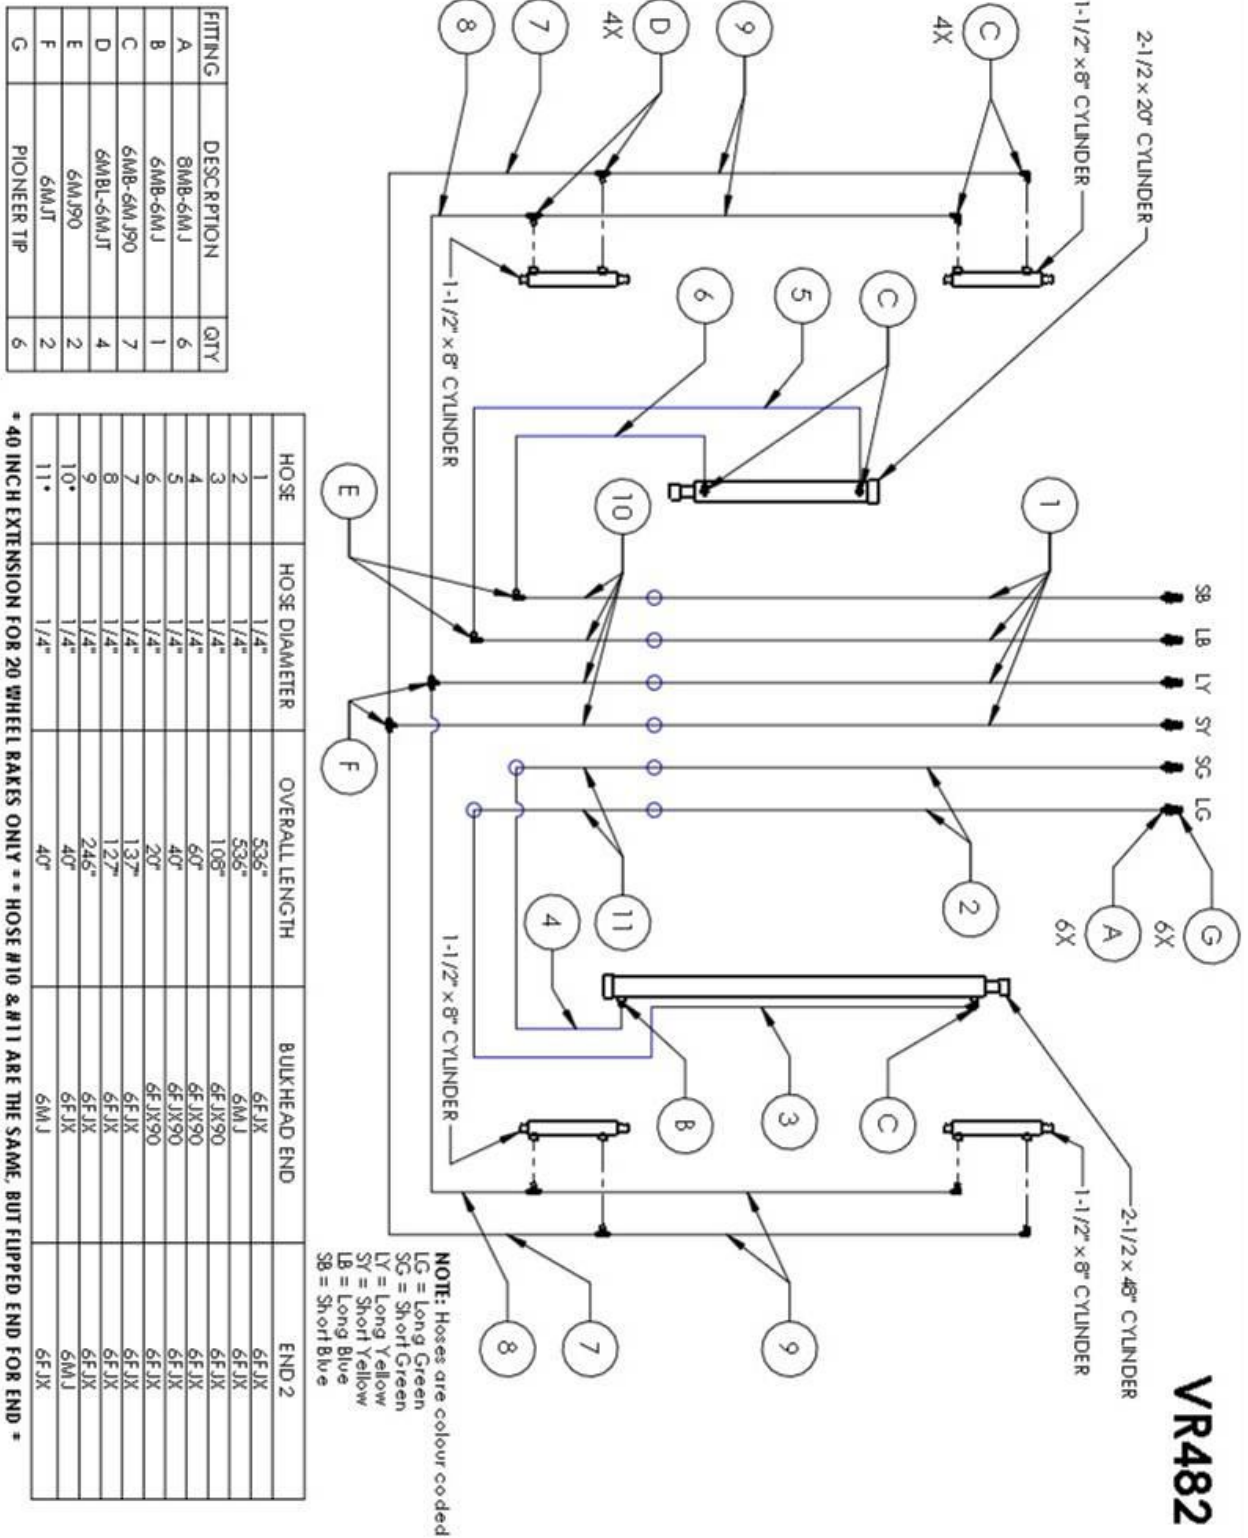 VR482
2-1/2 x 20" CYLINDER
1-1/2" x 8" CYLINDER
C
4X
9
D
4X
7
8
C
5
6
1-1/2" x 8" CYLINDER
SB
LB
LY
SY
SG
LG
1
10
E
F
G
6X
A
6X
2
11
4
2-1/2 x 48" CYLINDER
1-1/2" x 8" CYLINDER
C
3
B
1-1/2" x 8" CYLINDER
9
7
8
NOTE: Hoses are colour coded
LG = Long Green
SG = Short Green
LY = Long Yellow
SY = Short Yellow
LB = Long Blue
SB = Short Blue
FITTING DESCRPTION QTY
A 8MB-6MJ 6
B 6MB-6MJ 1
C 6MB-6MJ90 7
D 6MBL-6MJT 4
E 6MJ90 2
F 6MJT 2
G PIONEER TIP 6
HOSE HOSE DIAMETER OVERALL LENGTH BULKHEAD END END 2
1 1/4" 536" 6FJX 6FJX
2 1/4" 536" 6MJ 6FJX
3 1/4" 108" 6FJX90 6FJX
4 1/4" 60" 6FJX90 6FJX
5 1/4" 40" 6FJX90 6FJX
6 1/4" 20" 6FJX90 6FJX
7 1/4" 137" 6FJX 6FJX
8 1/4" 127" 6FJX 6FJX
9 1/4" 246" 6FJX 6FJX
10* 1/4" 40" 6FJX 6MJ
11* 1/4" 40" 6MJ 6FJX
* 40 INCH EXTENSION FOR 20 WHEEL RAKES ONLY * * HOSE #10 & #11 ARE THE SAME, BUT FLIPPED END FOR END *